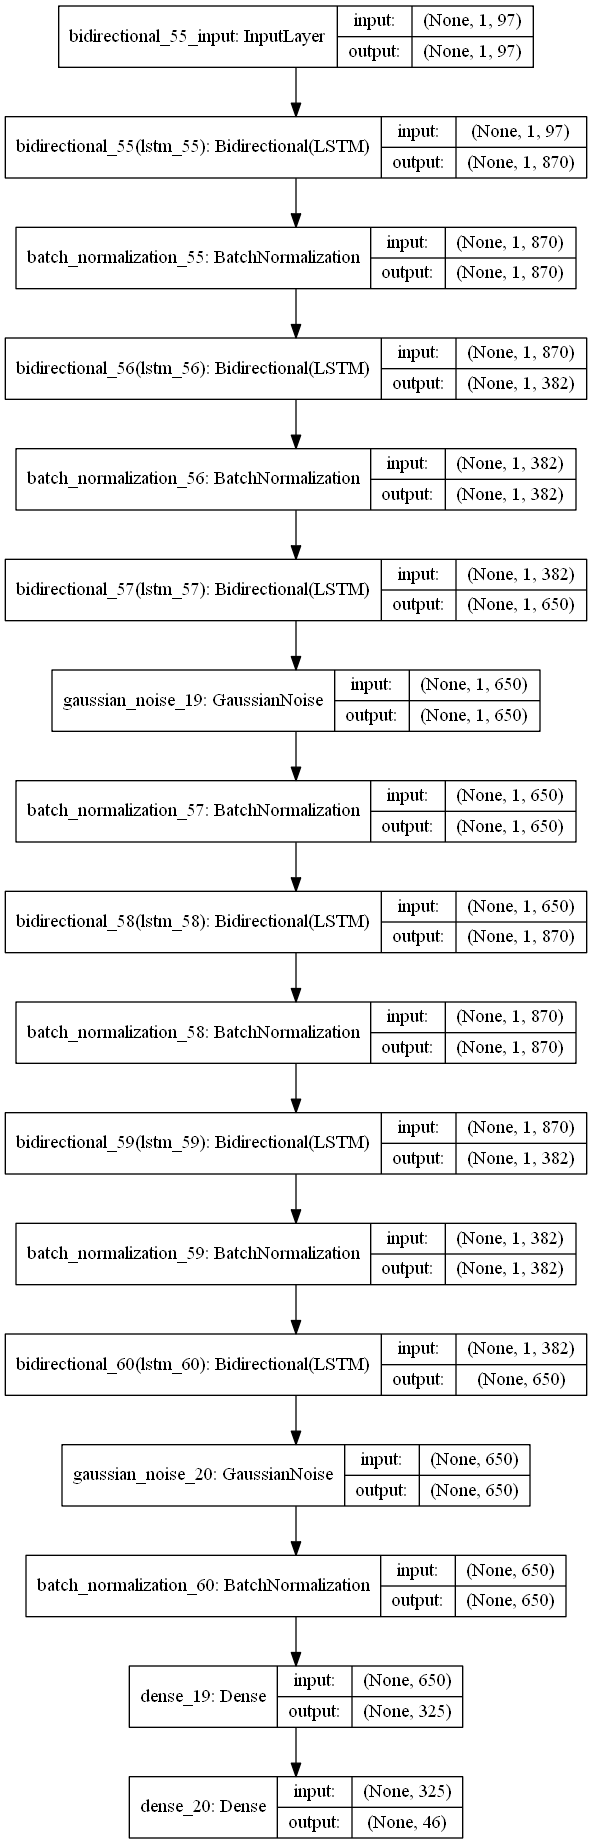 bidirectional_55_input: InputLayer
input: (None, 1, 97)
output: (None, 1, 97)
bidirectional_55(lstm_55): Bidirectional(LSTM)
input: (None, 1, 97)
output: (None, 1, 870)
batch_normalization_55: BatchNormalization
input: (None, 1, 870)
output: (None, 1, 870)
bidirectional_56(lstm_56): Bidirectional(LSTM)
input: (None, 1, 870)
output: (None, 1, 382)
batch_normalization_56: BatchNormalization
input: (None, 1, 382)
output: (None, 1, 382)
bidirectional_57(lstm_57): Bidirectional(LSTM)
input: (None, 1, 382)
output: (None, 1, 650)
gaussian_noise_19: GaussianNoise
input: (None, 1, 650)
output: (None, 1, 650)
batch_normalization_57: BatchNormalization
input: (None, 1, 650)
output: (None, 1, 650)
bidirectional_58(lstm_58): Bidirectional(LSTM)
input: (None, 1, 650)
output: (None, 1, 870)
batch_normalization_58: BatchNormalization
input: (None, 1, 870)
output: (None, 1, 870)
bidirectional_59(lstm_59): Bidirectional(LSTM)
input: (None, 1, 870)
output: (None, 1, 382)
batch_normalization_59: BatchNormalization
input: (None, 1, 382)
output: (None, 1, 382)
bidirectional_60(lstm_60): Bidirectional(LSTM)
input: (None, 1, 382)
output: (None, 650)
gaussian_noise_20: GaussianNoise
input: (None, 650)
output: (None, 650)
batch_normalization_60: BatchNormalization
input: (None, 650)
output: (None, 650)
dense_19: Dense
input: (None, 650)
output: (None, 325)
dense_20: Dense
input: (None, 325)
output: (None, 46)